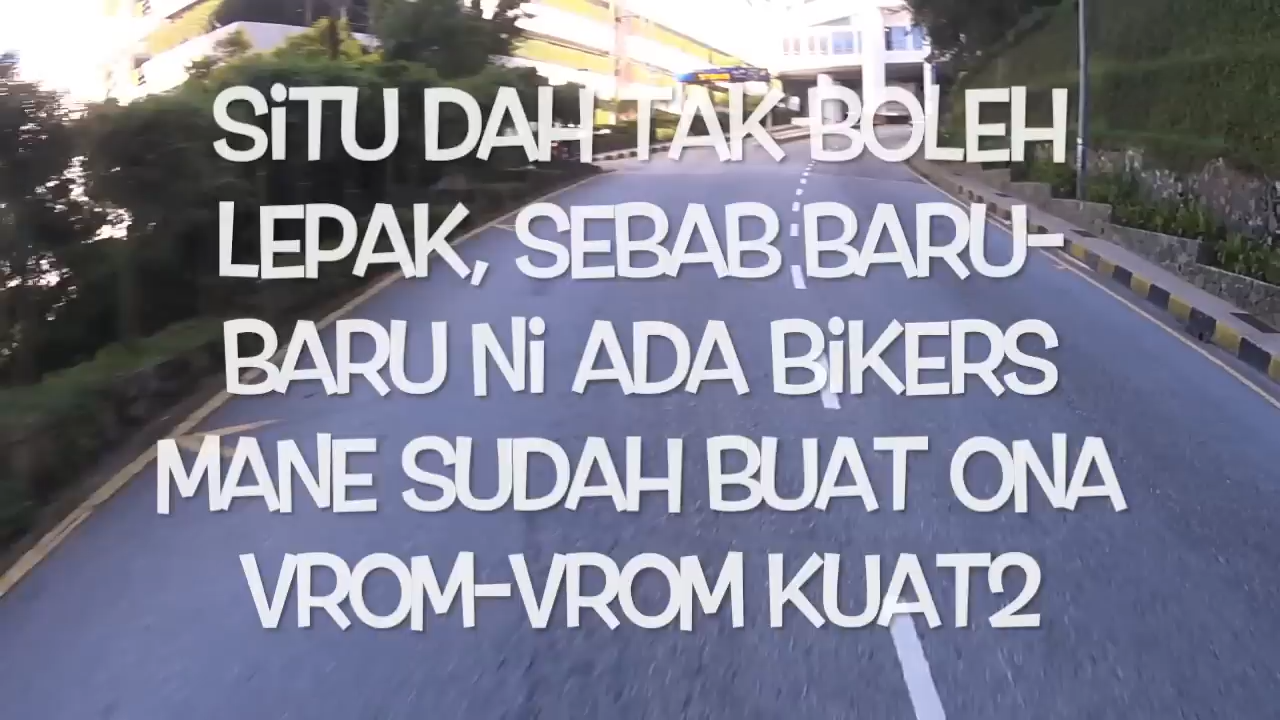 SiTU DAH TAK BOLEH
LEPAK, SEBAB BARU-
BARU Ni ADA BiKERS
MANE SUDAH BUAT ONA
VROM-VROM KUAT2